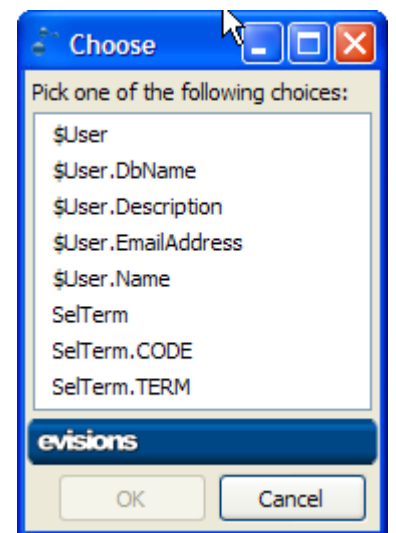 Choose
Pick one of the following choices:
$User
$User.DbName
$User.Description
$User.EmailAddress
$User.Name
SelTerm
SelTerm.CODE
SelTerm.TERM
evisions
OK Cancel